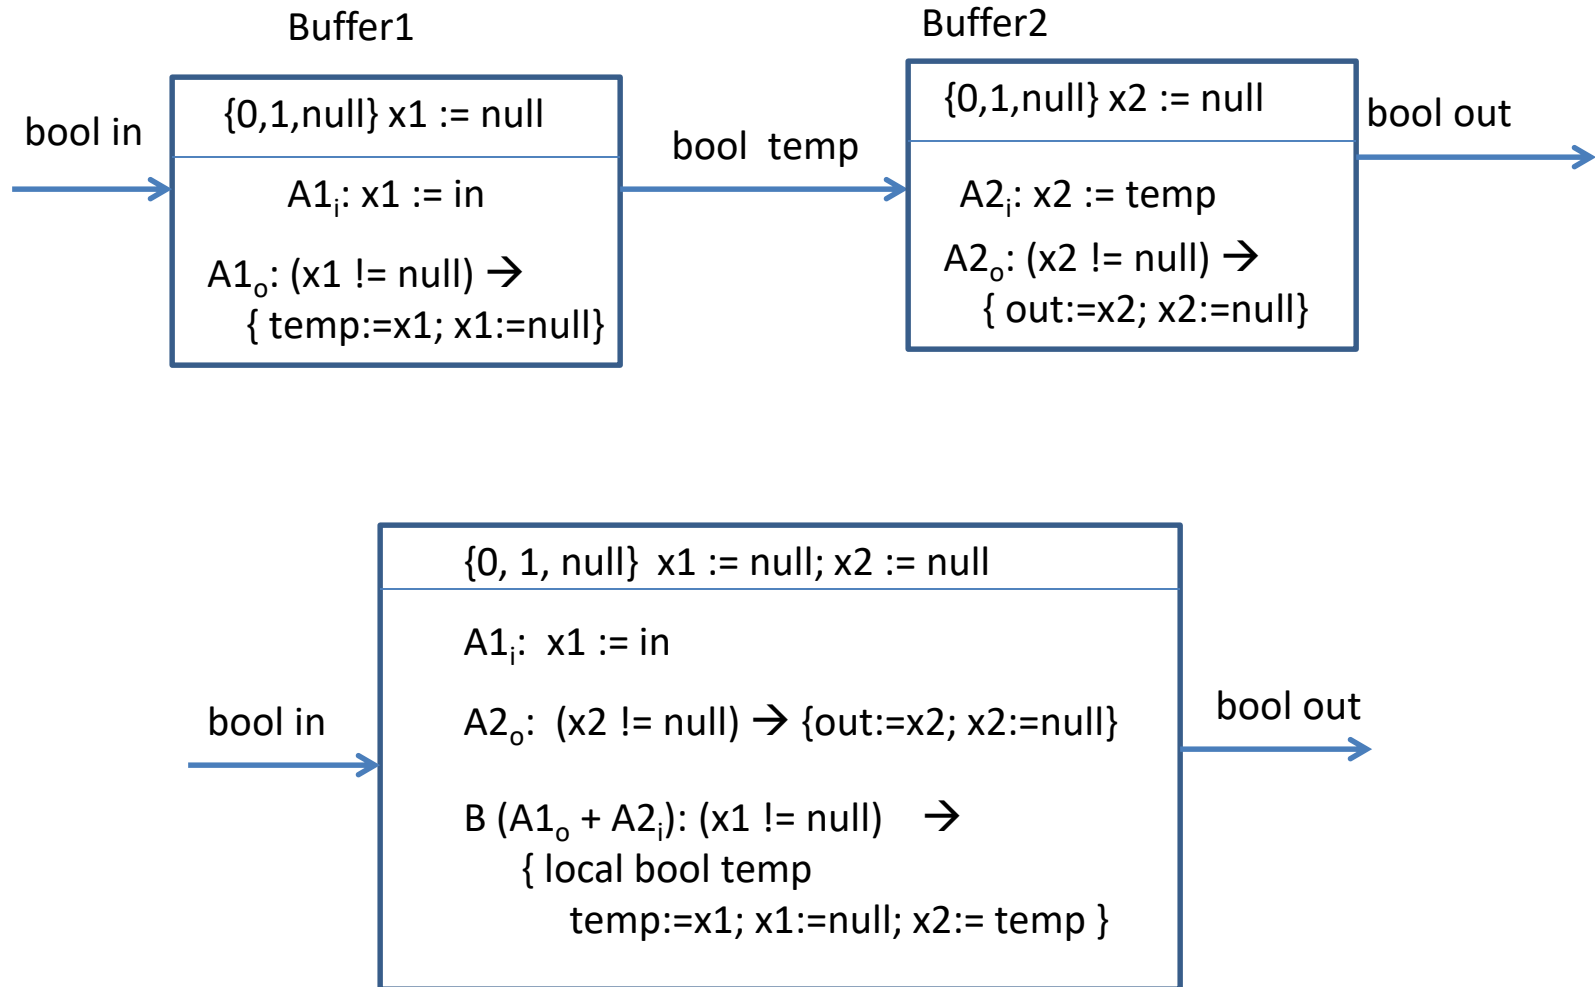 Buffer1
bool in
{0,1,null} x1 := null
A1i: x1 := in
A1o: (x1 != null) →
{ temp:=x1; x1:=null}
bool temp
Buffer2
{0,1,null} x2 := null
A2i: x2 := temp
A2o: (x2 != null) →
{ out:=x2; x2:=null}
bool out
bool in
{0, 1, null} x1 := null; x2 := null
A1i: x1 := in
A2o: (x2 != null) → {out:=x2; x2:=null}
B (A1o + A2i): (x1 != null) →
{ local bool temp
temp:=x1; x1:=null; x2:= temp }
bool out